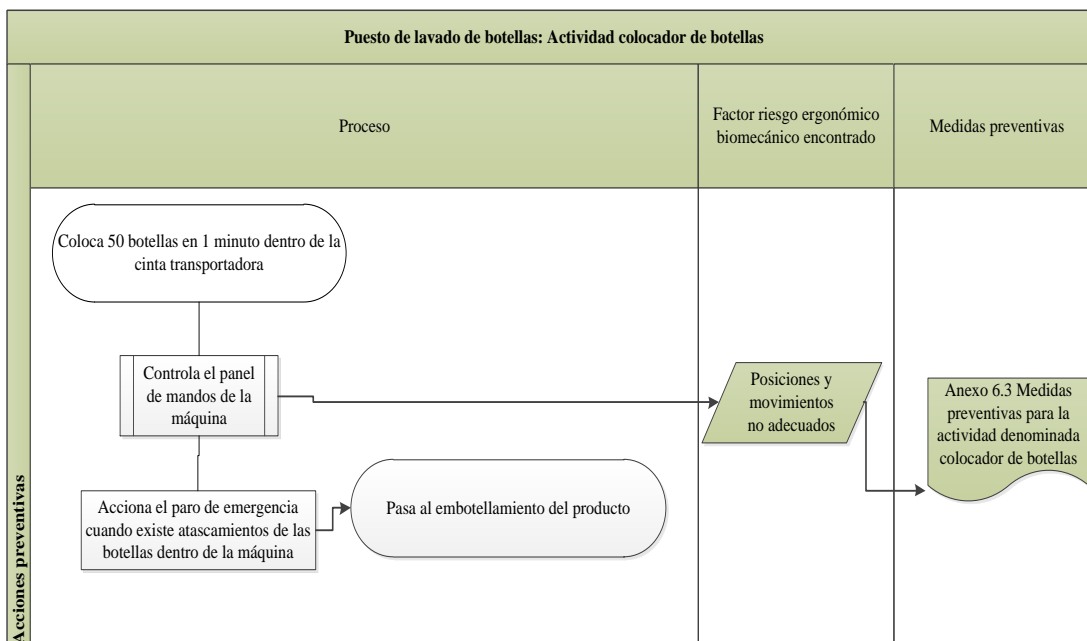 Puesto de lavado de botellas: Actividad colocador de botellas
Acciones preventivas
Proceso
Factor riesgo ergonómico
biomecánico encontrado
Medidas preventivas
Coloca 50 botellas en 1 minuto dentro de la
cinta transportadora
Controla el panel
de mandos de la
máquina
Posiciones y
movimientos
no adecuados
Anexo 6.3 Medidas
preventivas para la
actividad denominada
colocador de botellas
Acciona el paro de emergencia
cuando existe atascamientos de las
botellas dentro de la máquina
Pasa al embotellamiento del producto